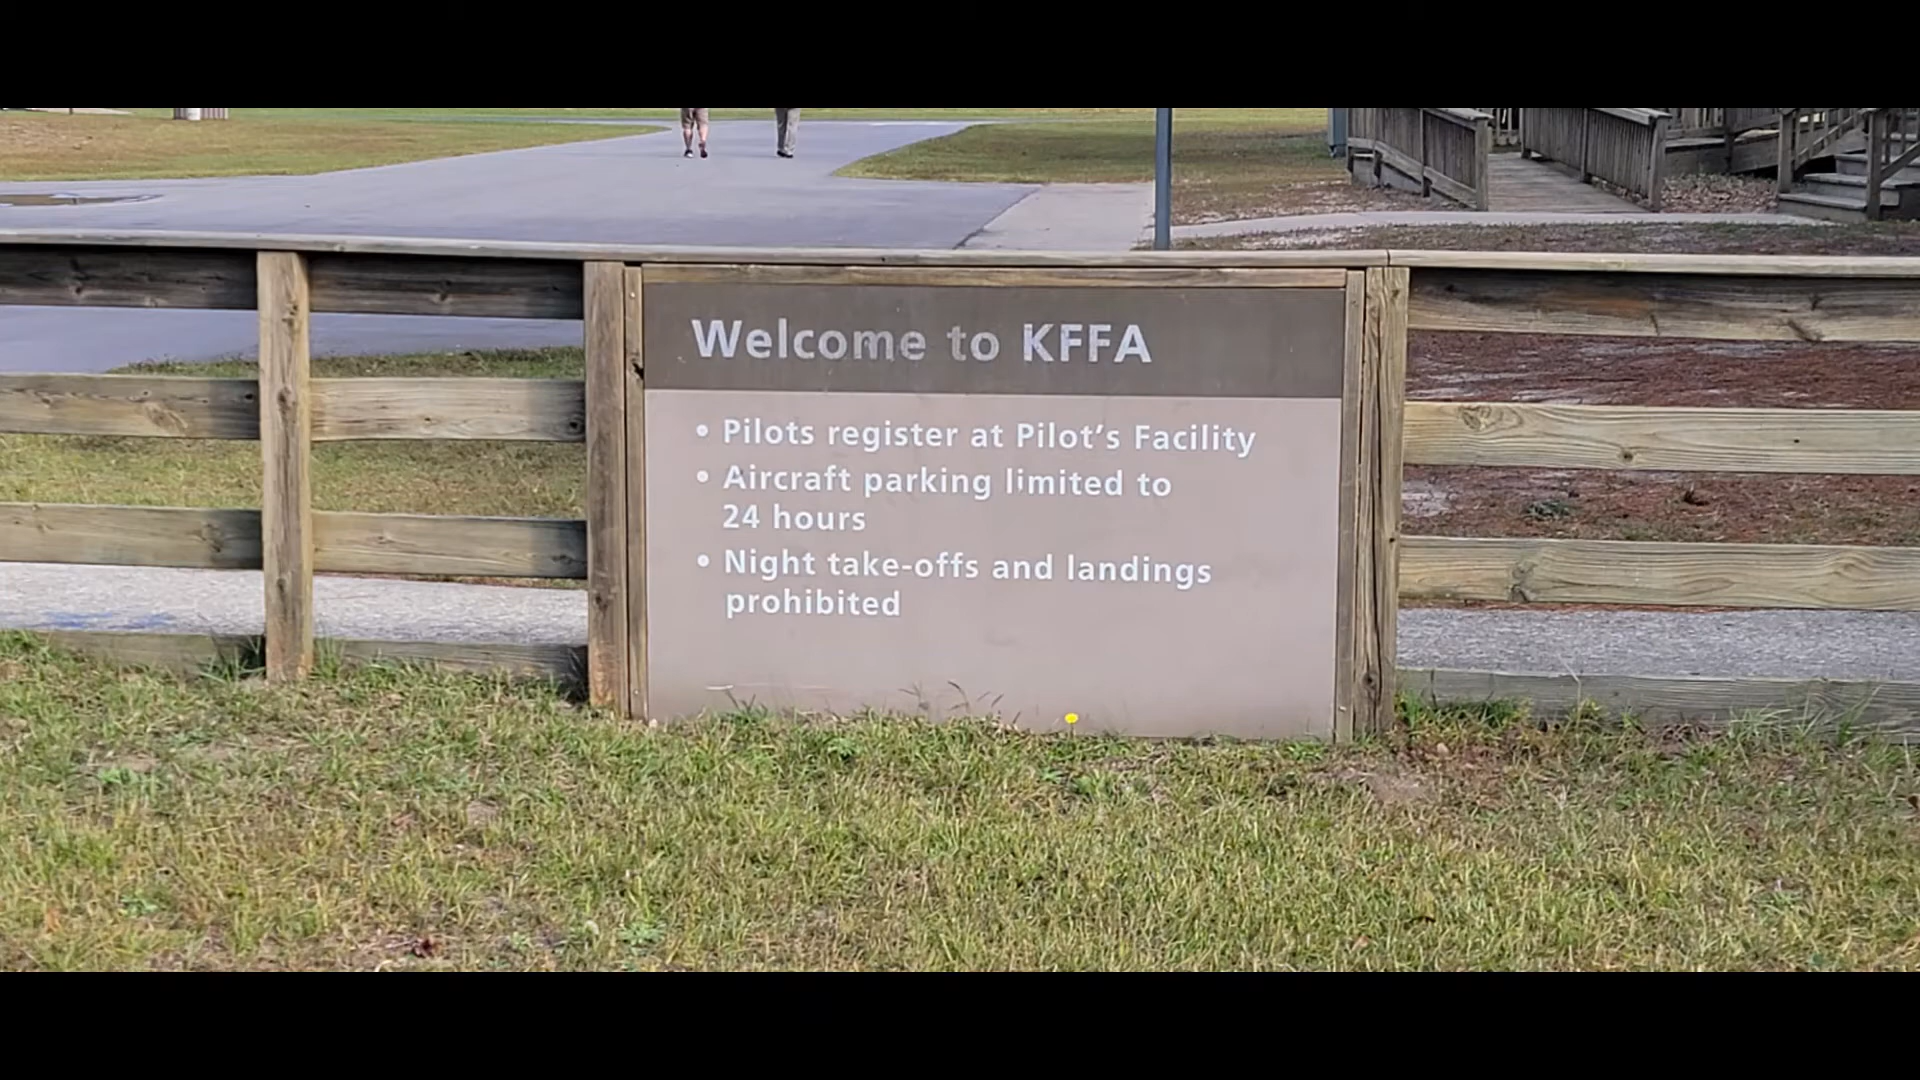 Welcome to KFFA
• Pilots register at Pilot's Facility
• Aircraft parking limited to
24 hours
• Night take-offs and landings
prohibited